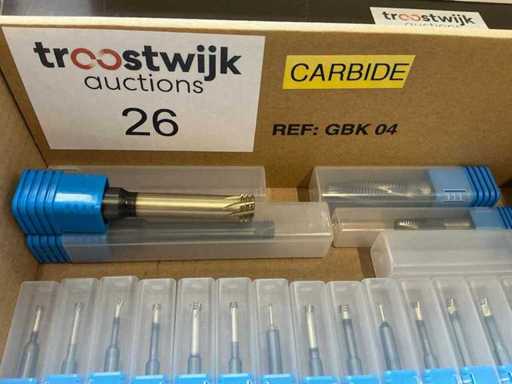 troostwijk
auctions
26
CARBIDE
REF: GBK 04
troostwijk